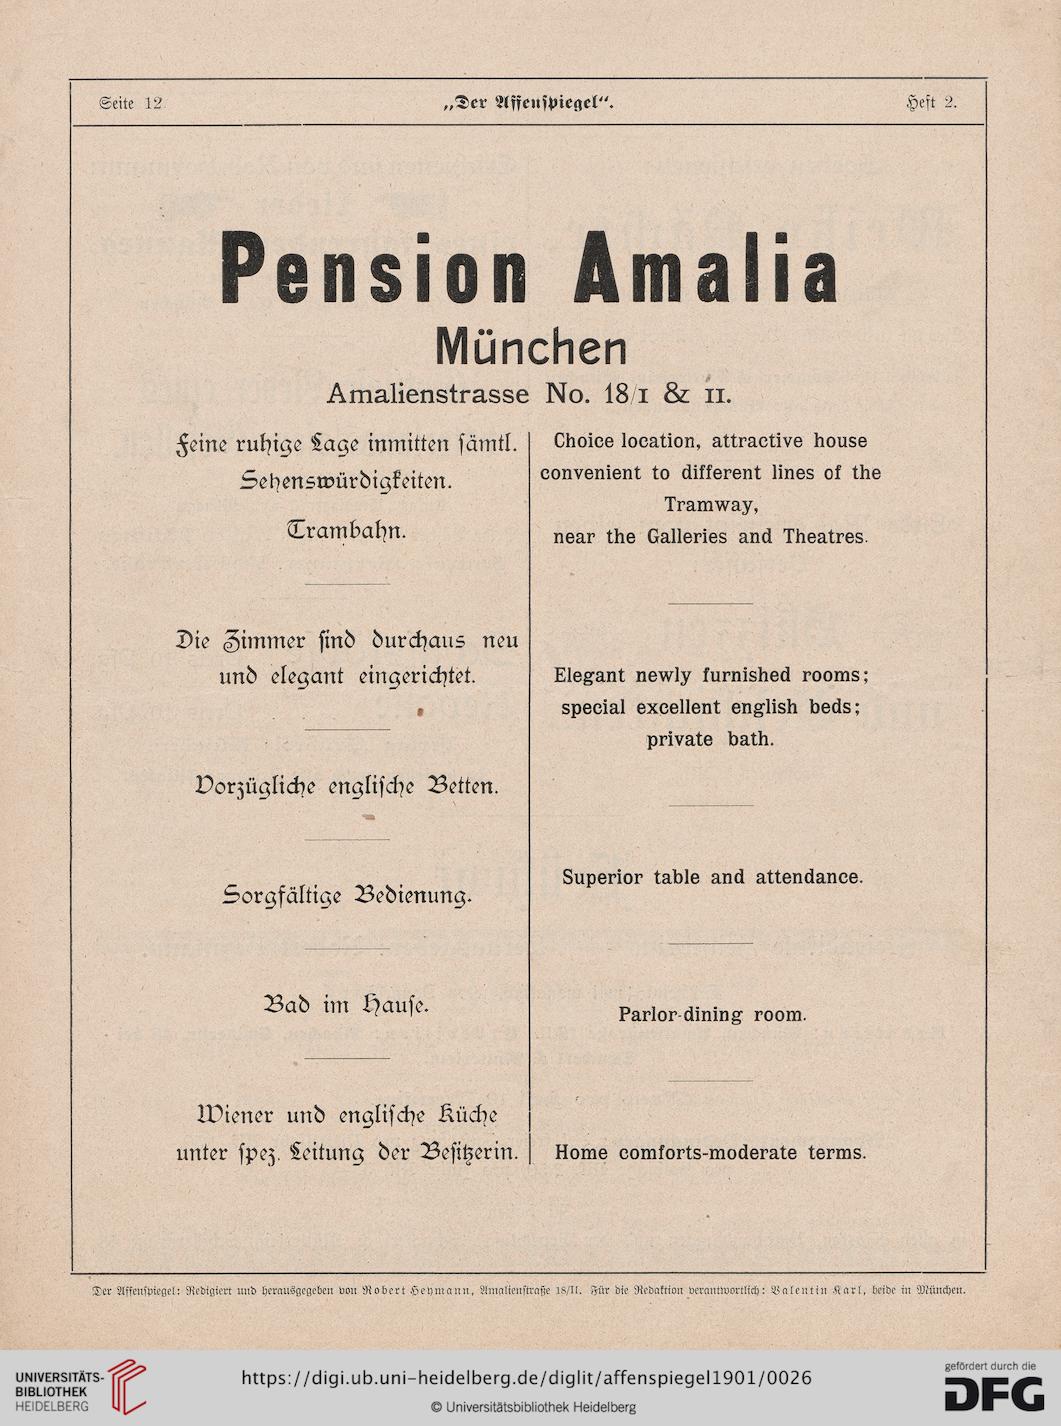 Seite 12
„Der Affenspiegel“.
Heft 2.
Pension Amalia
München
Amalienstrasse No. 18/I & II.
Feine ruhige Lage inmitten sämtl.
Sehenswürdigkeiten.
Trambahn.
Die Zimmer sind durchaus neu
und elegant eingerichtet.
Vorzügliche englische Betten.
Sorgfältige Bedienung.
Bad im Hause.
Wiener und englische Küche
unter spez. Leitung der Besitzerin.
Choice location, attractive house
convenient to different lines of the
Tramway,
near the Galleries and Theatres.
Elegant newly furnished rooms;
special excellent english beds;
private bath.
Superior table and attendance.
Parlor-dining room.
Home comforts-moderate terms.
Der Affenspiegel: Redigiert und herausgegeben von Robert Heymann, Amalienstraße 18/II. Für die Redaktion verantwortlich: Valentin Karl, beide in München.
UNIVERSITÄTS-
BIBLIOTHEK
HEIDELBERG
https://digi.ub.uni-heidelberg.de/diglit/affenspiegel1901/0026
© Universitätsbibliothek Heidelberg
gefördert durch die
DFG